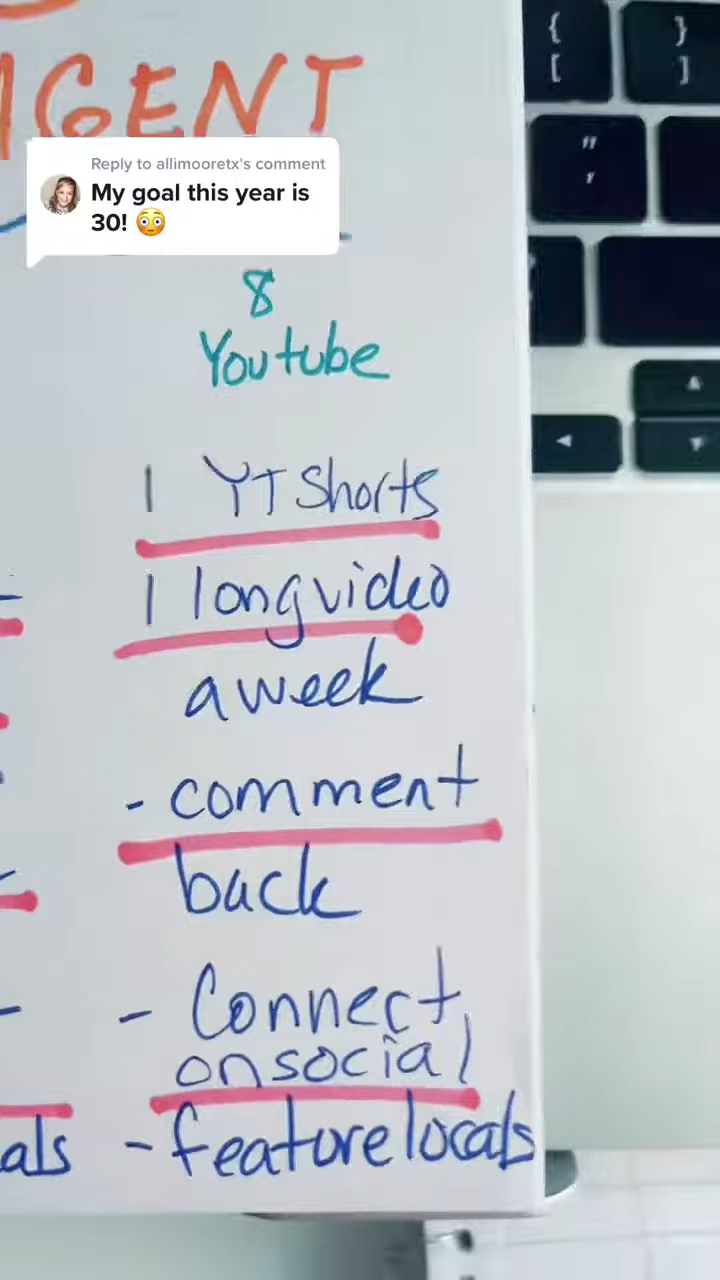 AGENT
Reply to allimooretx's comment
My goal this year is
30! 😳
8
Youtube
1 YT Shorts
1 long video
a week
- comment
back
- Connect
on social
als - feature locals
{
[
}
]
"
'